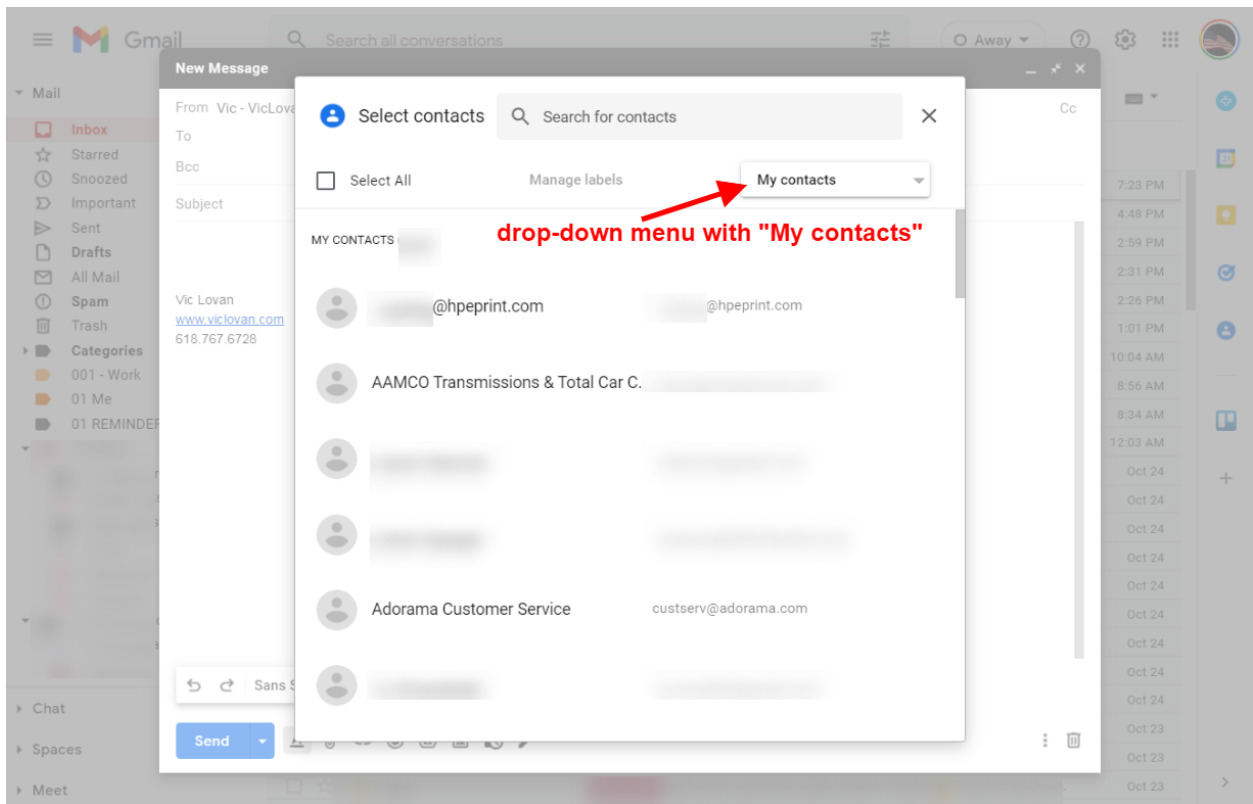 Gmail
Search all conversations
Away
New Message
Mail
Inbox
Starred
Snoozed
Important
Sent
Drafts
All Mail
Spam
Trash
Categories
001 - Work
01 Me
01 REMINDER
Chat
Spaces
Meet
From Vic - VicLova
Cc
To
Bcc
Subject
Vic Lovan
www.viclovan.com
618.767.6728
Sans S
Send
Select contacts
Search for contacts
Select All
Manage labels
My contacts
drop-down menu with "My contacts"
MY CONTACTS
@hpeprint.com
@hpeprint.com
AAMCO Transmissions & Total Car C.
Adorama Customer Service
custserv@adorama.com
7:23 PM
4:48 PM
2:59 PM
2:31 PM
2:26 PM
1:01 PM
10:04 AM
8:56 AM
8:34 AM
12:03 AM
Oct 24
Oct 24
Oct 24
Oct 24
Oct 24
Oct 24
Oct 24
Oct 24
Oct 24
Oct 23
Oct 23
Oct 23